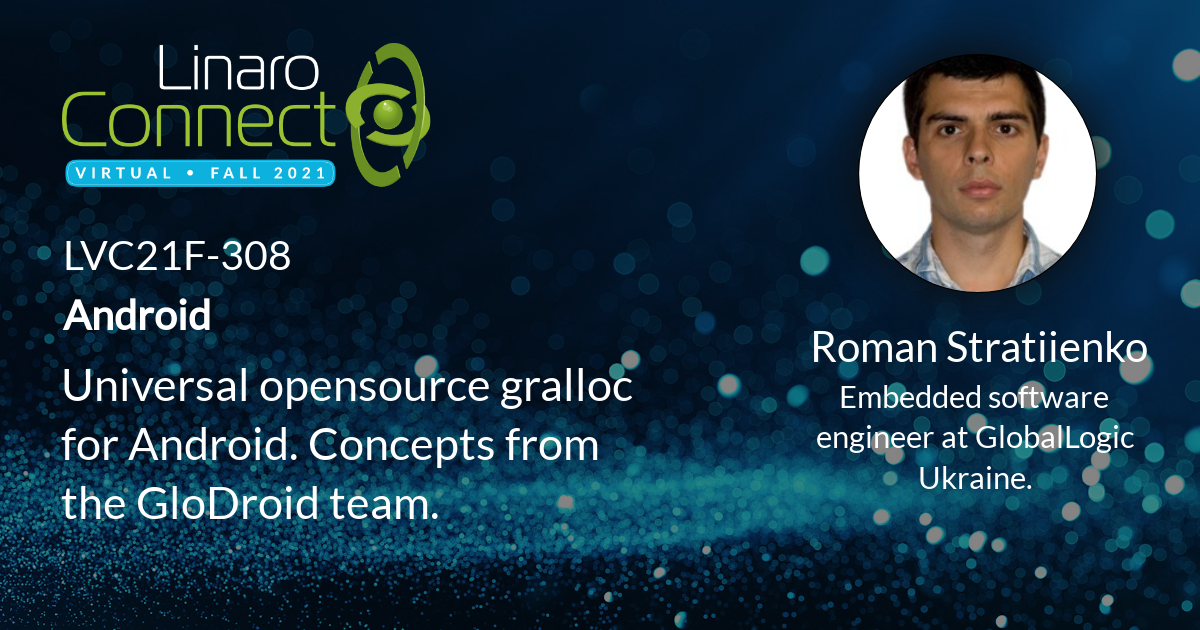 Linaro
Connect
VIRTUAL • FALL 2021
LVC21F-308
Android
Universal opensource gralloc
for Android. Concepts from
the GloDroid team.
Roman Stratiienko
Embedded software
engineer at GlobalLogic
Ukraine.